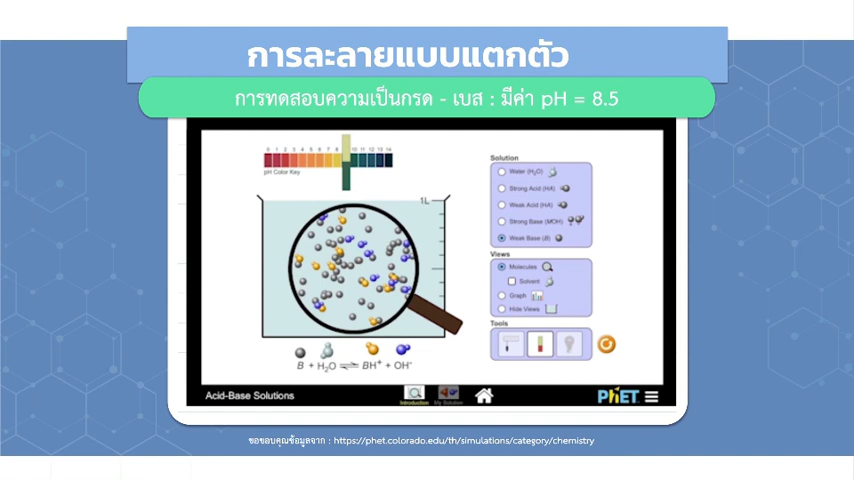 การละลายแบบแตกตัว
การทดสอบความเป็นกรด - เบส : มีค่า pH = 8.5
0 1 2 3 4 5 6 7 8 10 11 12 13 14
pH Color Key
1L
Solution
Water (H₂O)
Strong Acid (HA)
Weak Acid (HA)
Strong Base (MOH)
Weak Base (B)
Views
Molecules
Solvent
Graph
Hide Views
Tools
B + H₂O ⇌ BH⁺ + OH⁻
Acid-Base Solutions
Introduction
My Solution
PhET
ขอขอบคุณข้อมูลจาก : https://phet.colorado.edu/th/simulations/category/chemistry